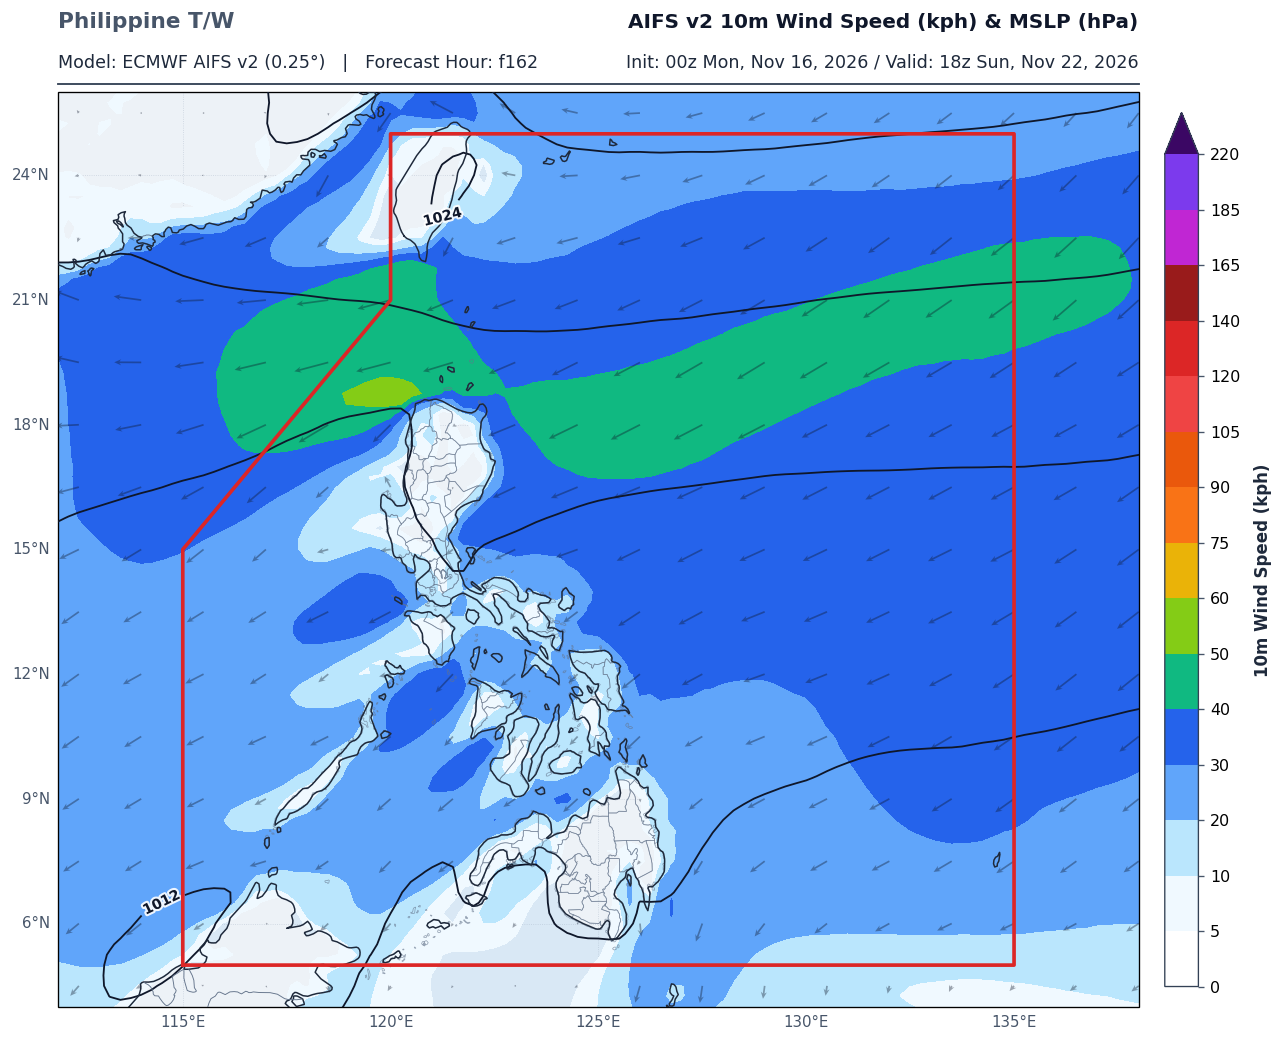 Philippine T/W
AIFS v2 10m Wind Speed (kph) & MSLP (hPa)
Model: ECMWF AIFS v2 (0.25°) | Forecast Hour: f162
Init: 00z Mon, Nov 16, 2026 / Valid: 18z Sun, Nov 22, 2026
24°N
21°N
18°N
15°N
12°N
9°N
6°N
1024
1012
115°E
120°E
125°E
130°E
135°E
220
185
165
140
120
105
90
75
60
50
40
30
20
10
5
0
10m Wind Speed (kph)